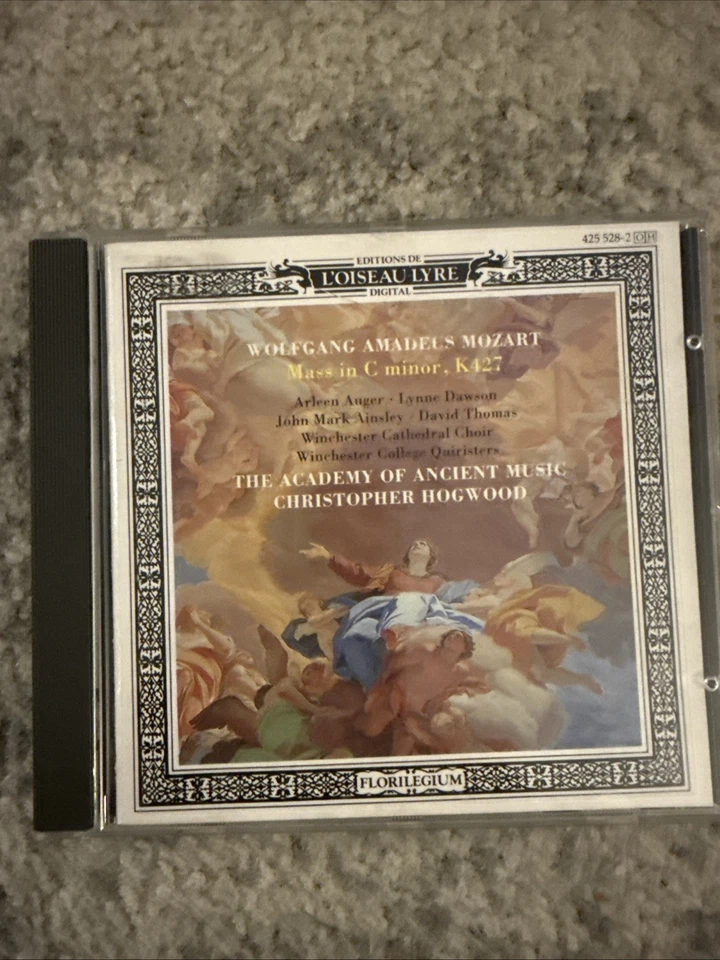 425 528-2 OH
EDITIONS DE
L'OISEAU LYRE
DIGITAL
WOLFGANG AMADEUS MOZART
Mass in C minor, K427
Arleen Auger · Lynne Dawson
John Mark Ainsley · David Thomas
Winchester Cathedral Choir
Winchester College Quiristers
THE ACADEMY OF ANCIENT MUSIC
CHRISTOPHER HOGWOOD
FLORILEGIUM